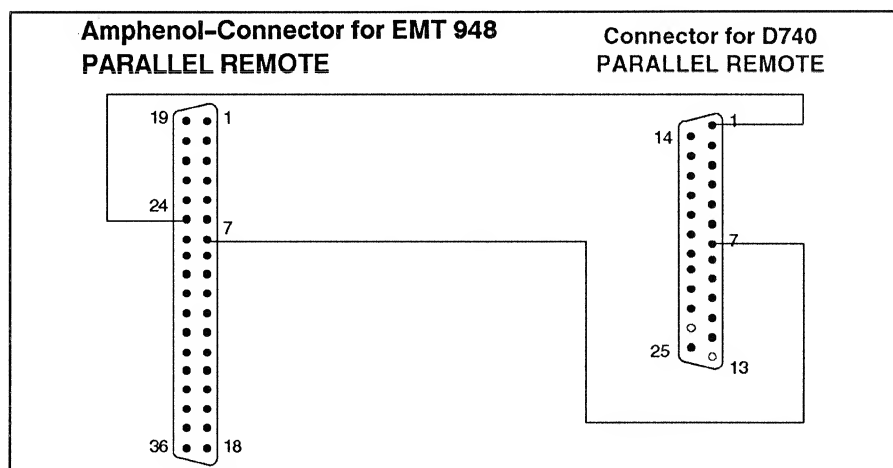 Amphenol-Connector for EMT 948
PARALLEL REMOTE
Connector for D740
PARALLEL REMOTE
19
1
24
7
36
18
14
1
7
25
13